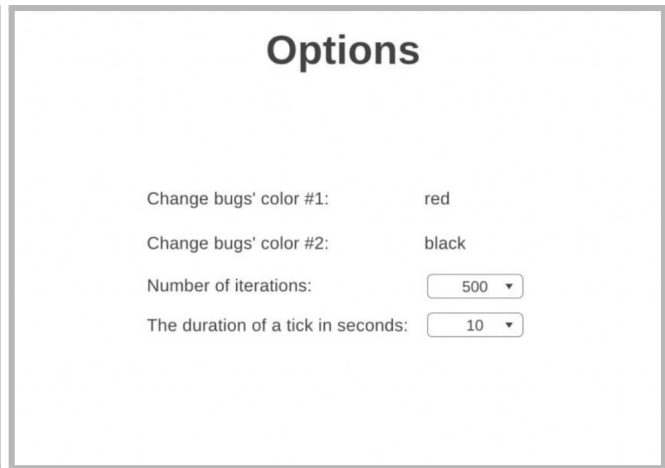 Options
Change bugs' color #1: red
Change bugs' color #2: black
Number of iterations: 500
The duration of a tick in seconds: 10